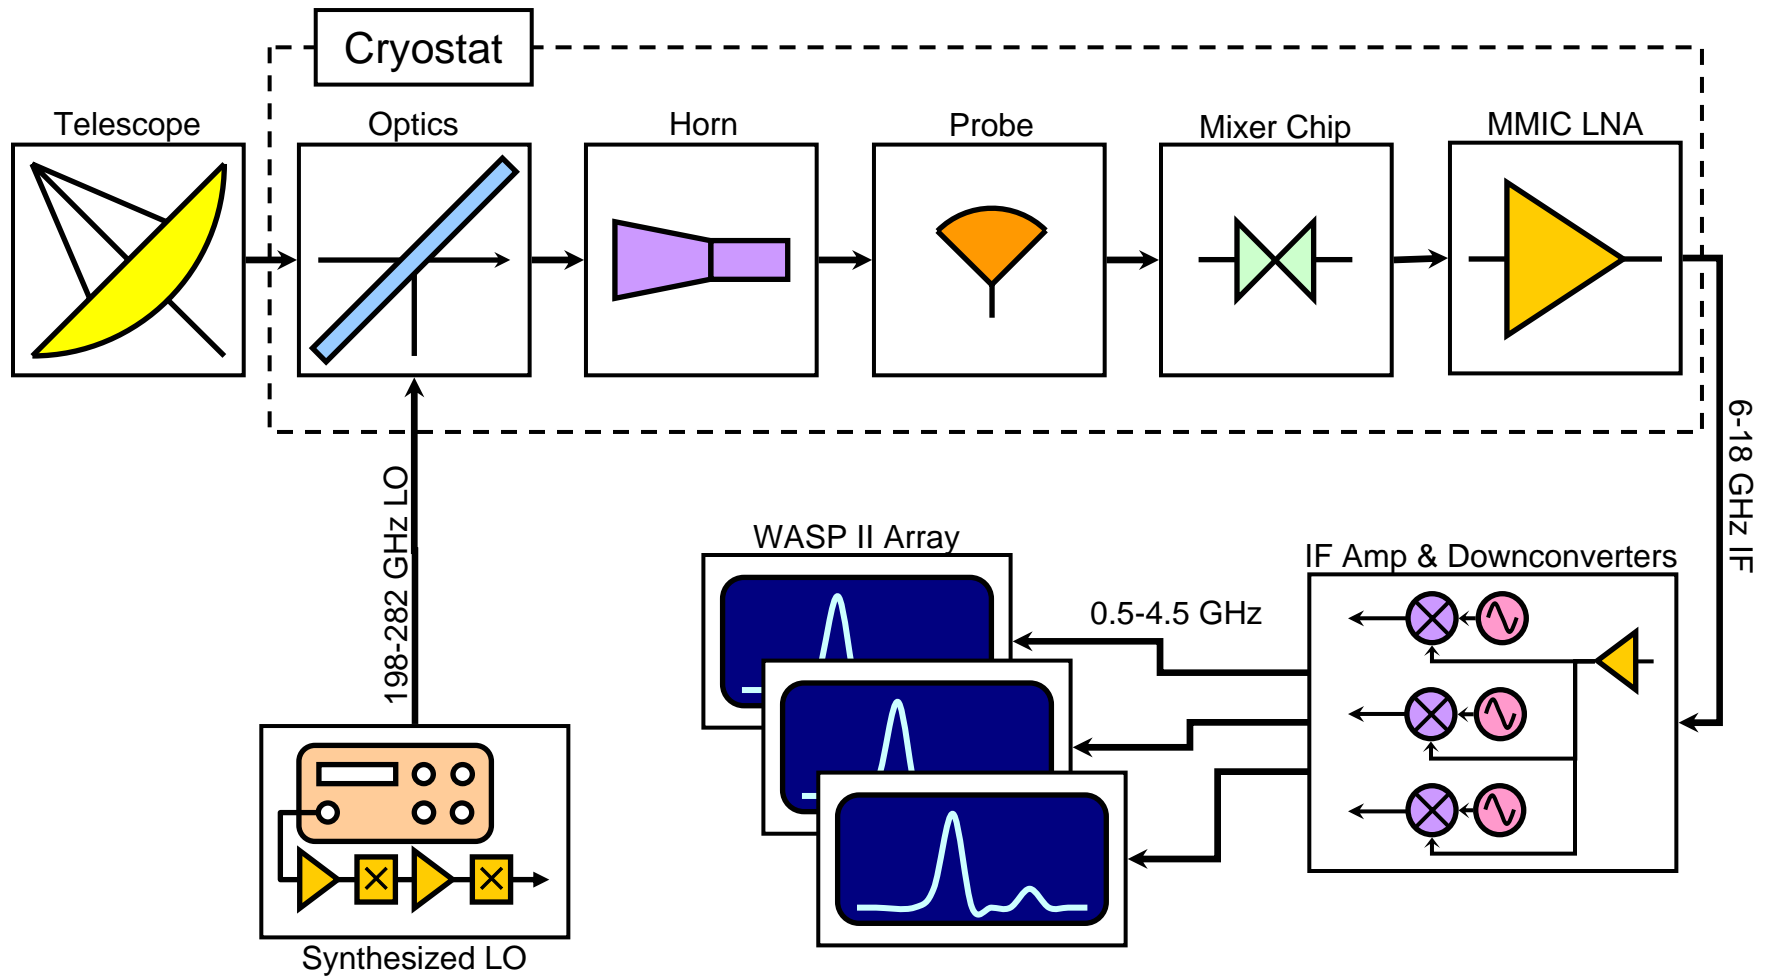 Cryostat
Telescope
Optics
Horn
Probe
Mixer Chip
MMIC LNA
6-18 GHz IF
198-282 GHz LO
WASP II Array
0.5-4.5 GHz
IF Amp & Downconverters
Synthesized LO